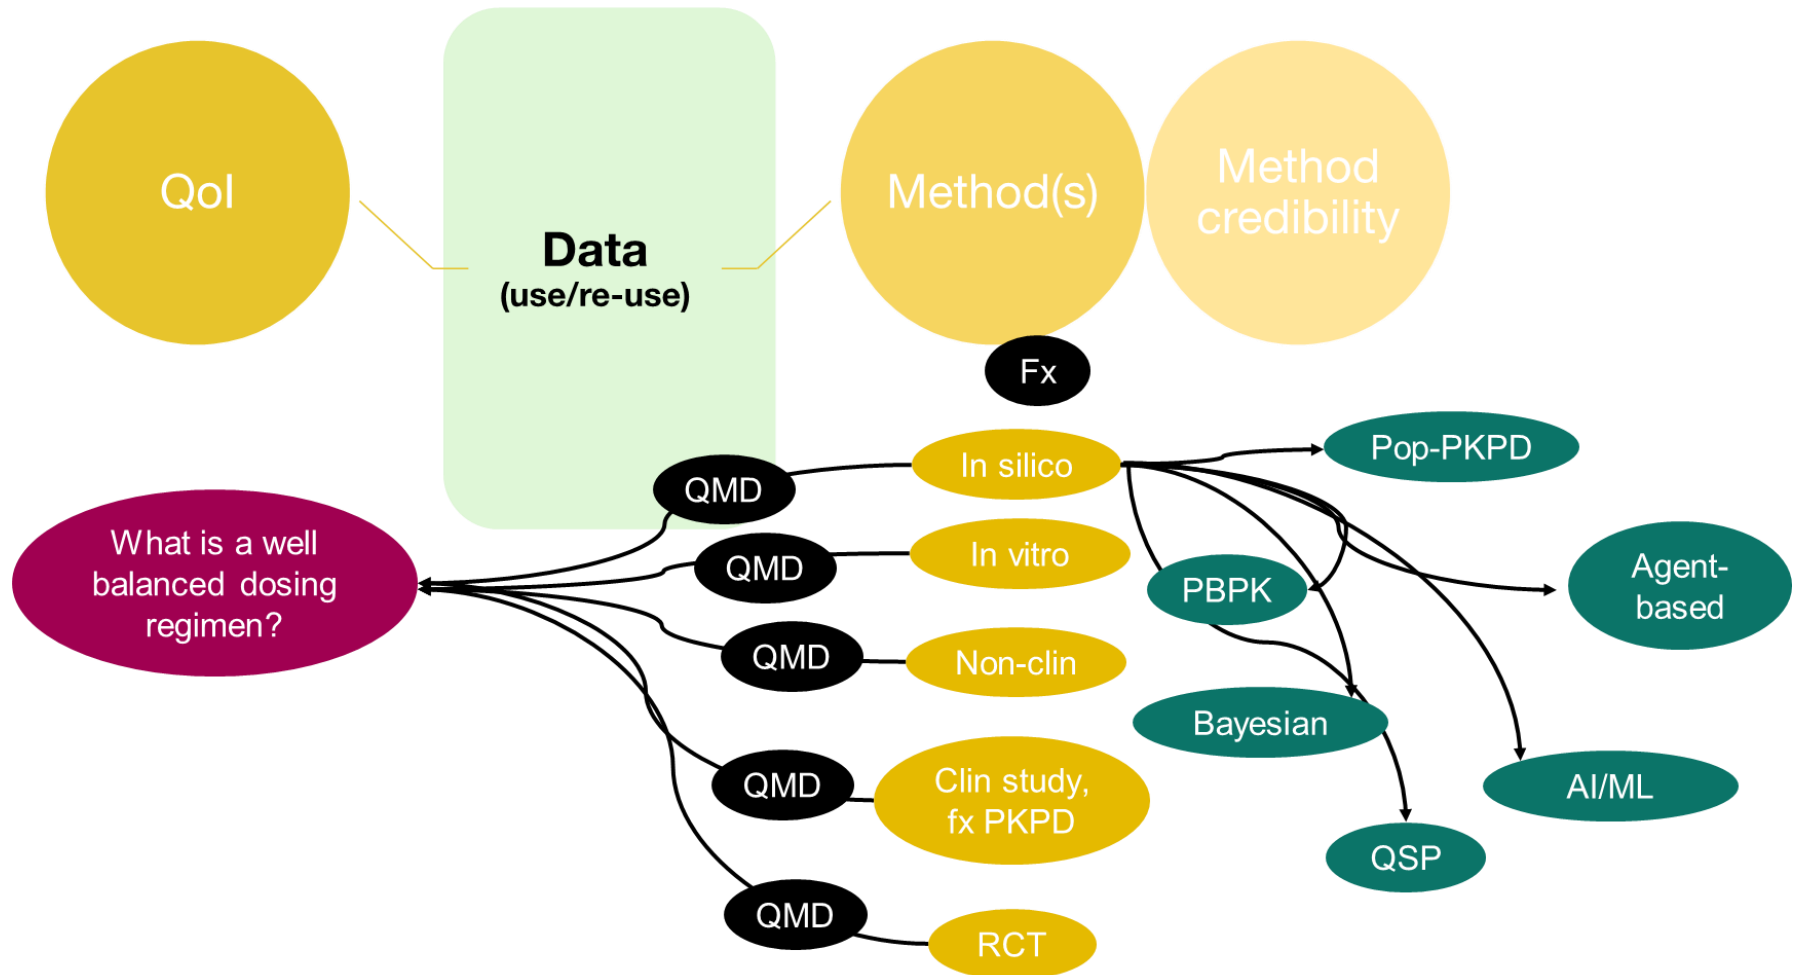 QoI
Data
(use/re-use)
Method(s)
Method
credibility
Fx
QMD
In silico
Pop-PKPD
What is a well
balanced dosing
regimen?
QMD
In vitro
PBPK
Agent-
based
QMD
Non-clin
Bayesian
QMD
Clin study,
fx PKPD
AI/ML
QSP
QMD
RCT